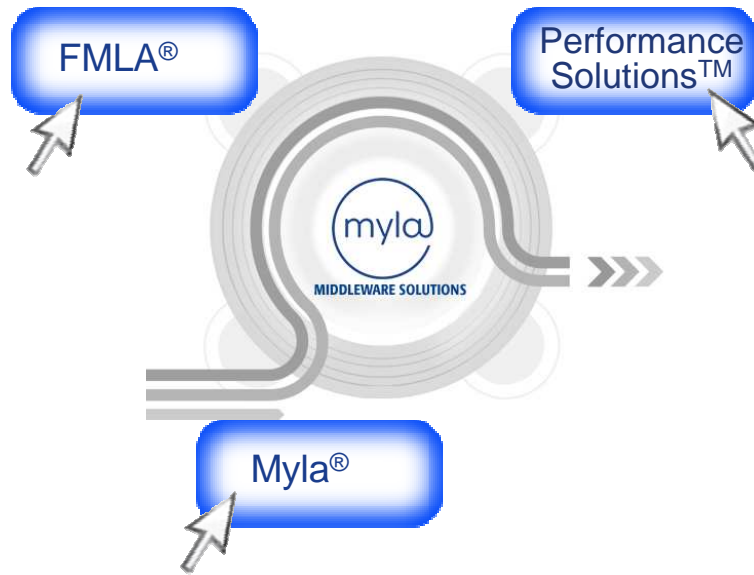 FMLA®
Performance
Solutions™
myla
MIDDLEWARE SOLUTIONS
Myla®